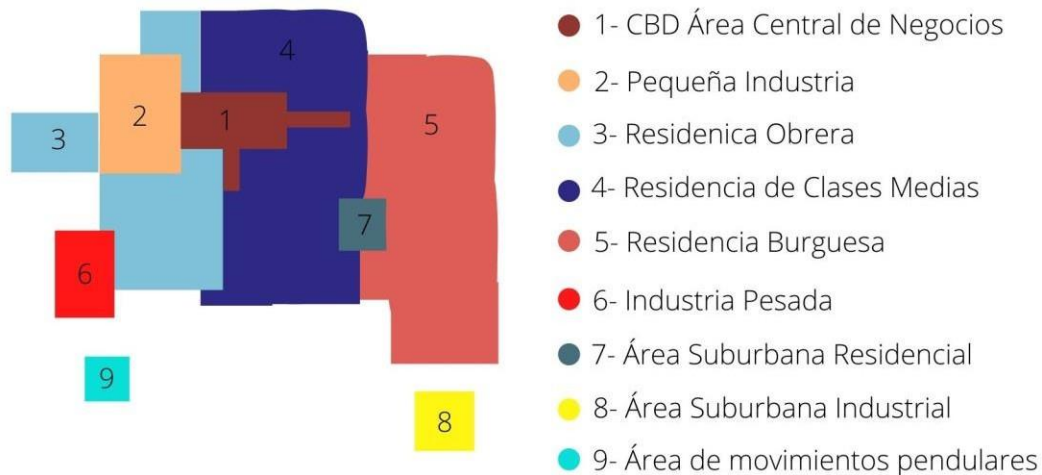 4
1
2
5
3
7
6
9
8
1- CBD Área Central de Negocios
2- Pequeña Industria
3- Residenica Obrera
4- Residencia de Clases Medias
5- Residencia Burguesa
6- Industria Pesada
7- Área Suburbana Residencial
8- Área Suburbana Industrial
9- Área de movimientos pendulares